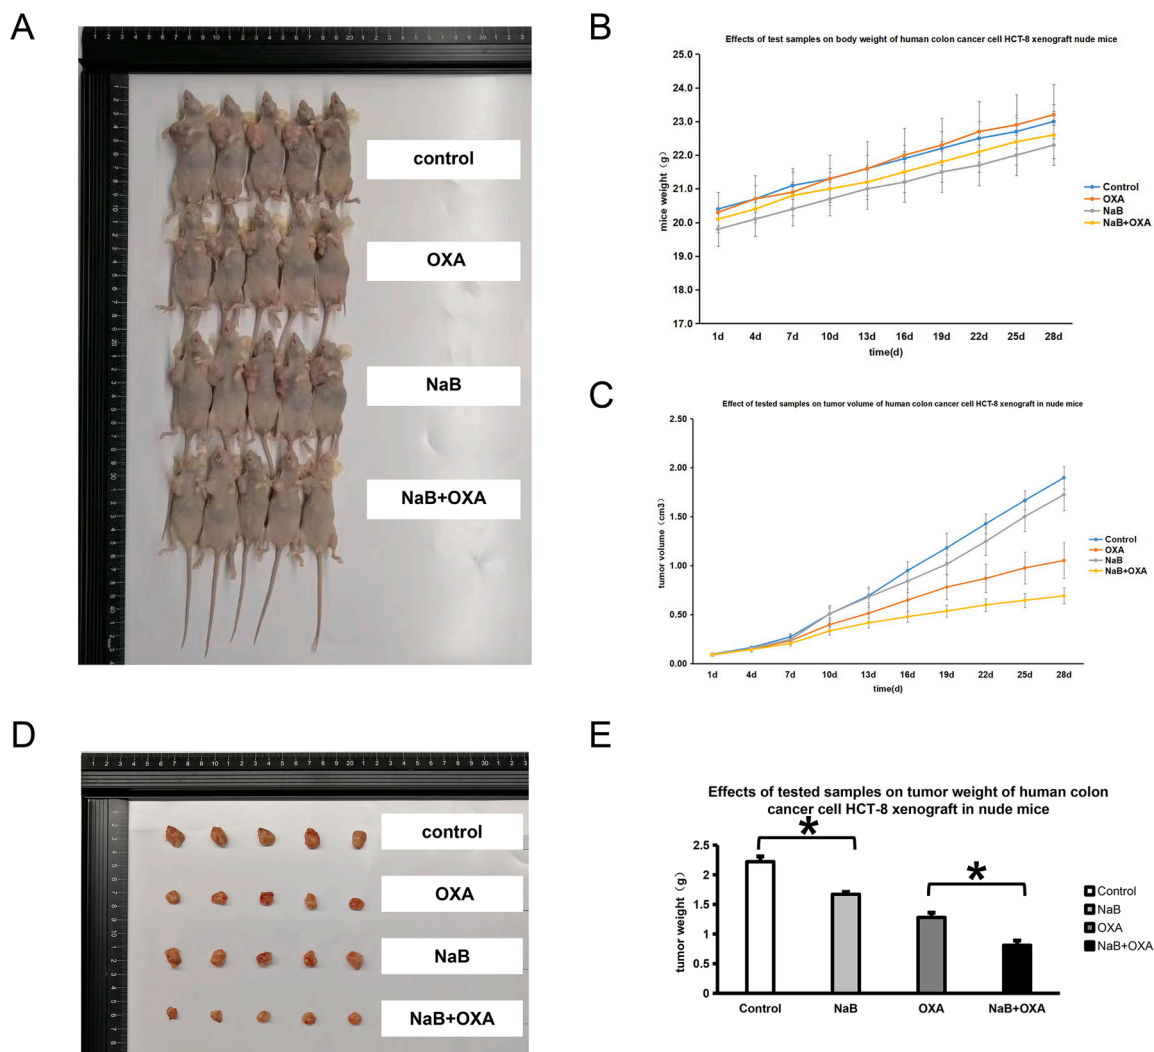 A
control
OXA
NaB
NaB+OXA
B
Effects of test samples on body weight of human colon cancer cell HCT-8 xenograft nude mice
mice weight（g）
25.0
24.0
23.0
22.0
21.0
20.0
19.0
18.0
17.0
1d 4d 7d 10d 13d 16d 19d 22d 25d 28d
time(d)
Control
OXA
NaB
NaB+OXA
C
Effect of tested samples on tumor volume of human colon cancer cell HCT-8 xenograft in nude mice
tumor volume（cm3）
2.50
2.00
1.50
1.00
0.50
0.00
1d 4d 7d 10d 13d 16d 19d 22d 25d 28d
time(d)
Control
OXA
NaB
NaB+OXA
D
control
OXA
NaB
NaB+OXA
E
Effects of tested samples on tumor weight of human colon
cancer cell HCT-8 xenograft in nude mice
tumor weight（g）
2.5
2
1.5
1
0.5
0
*
*
Control NaB OXA NaB+OXA
Control
NaB
OXA
NaB+OXA